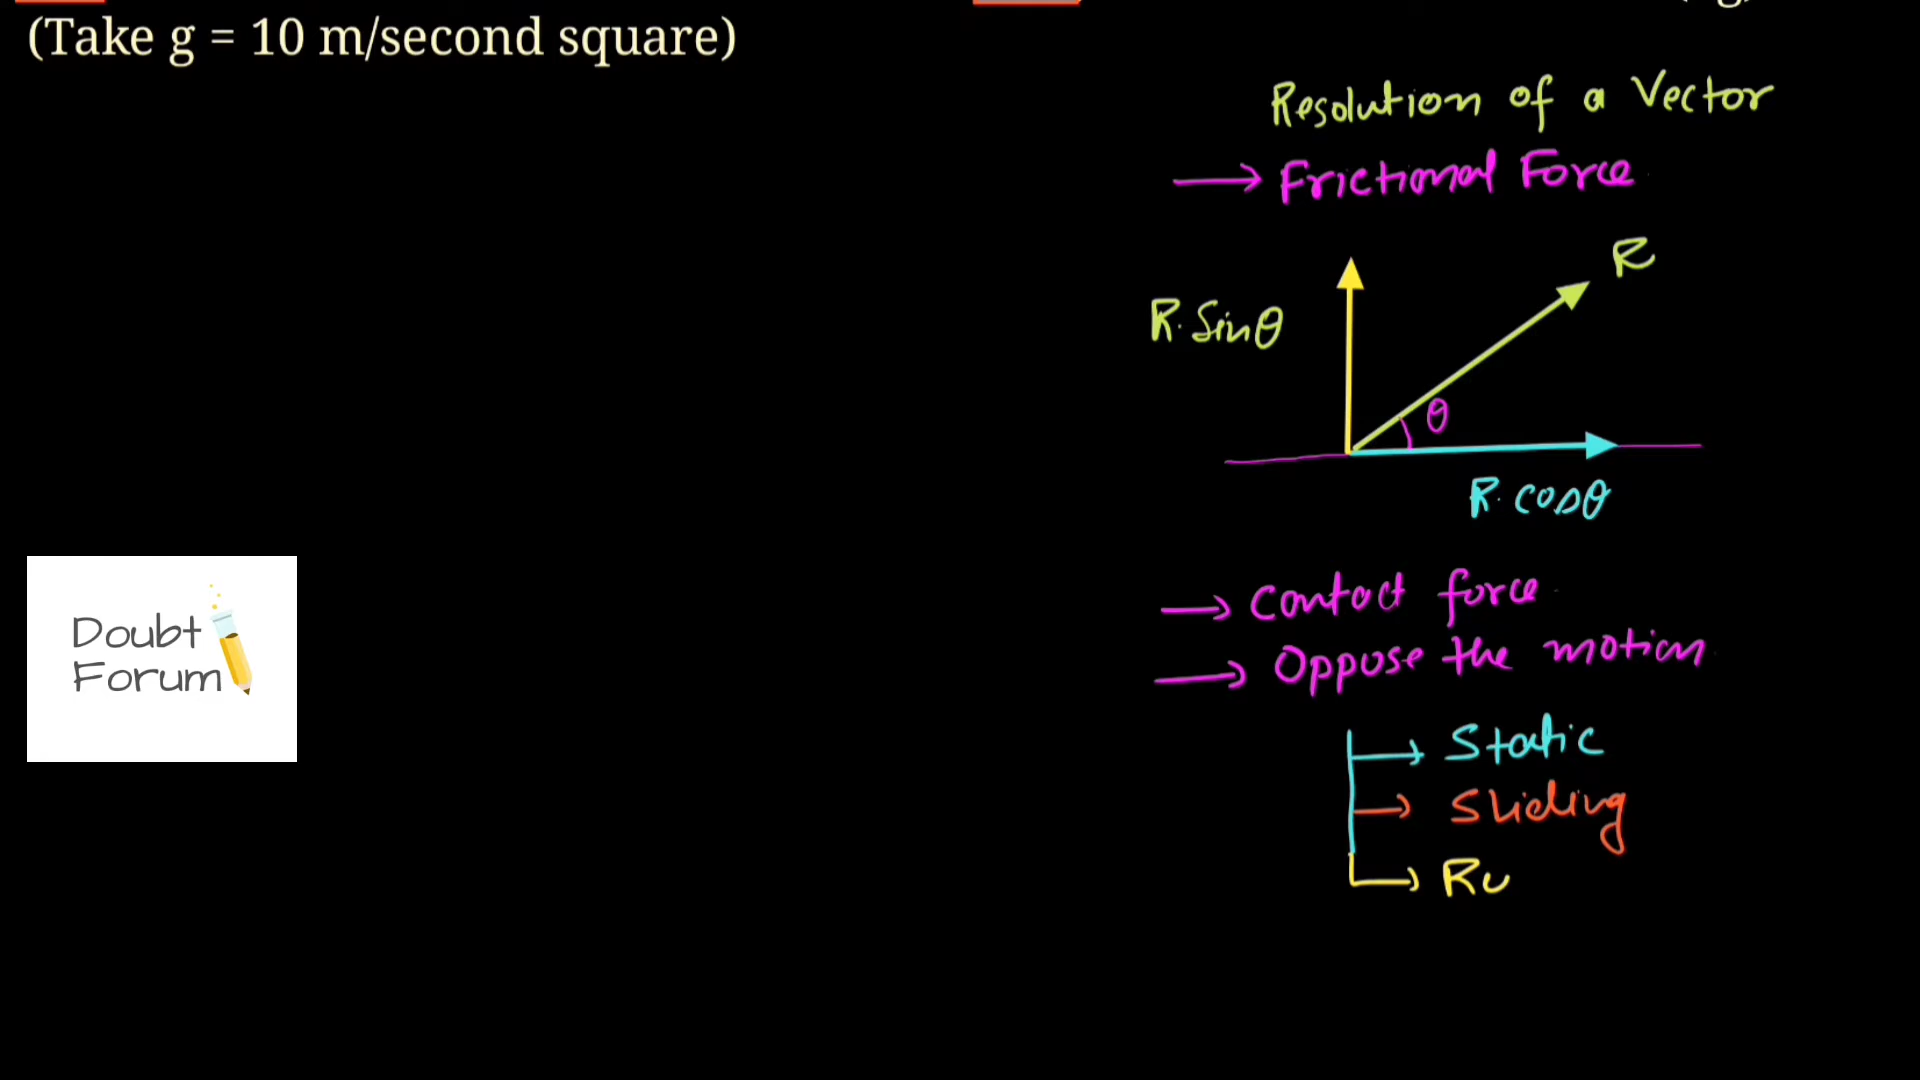 (Take g = 10 m/second square)
Resolution of a Vector
→ Frictional Force
R
R. Sinθ
θ
R. cosθ
→ Contact force
→ Oppose the motion
→ Static
→ Sliding
→ Ru
Doubt
Forum